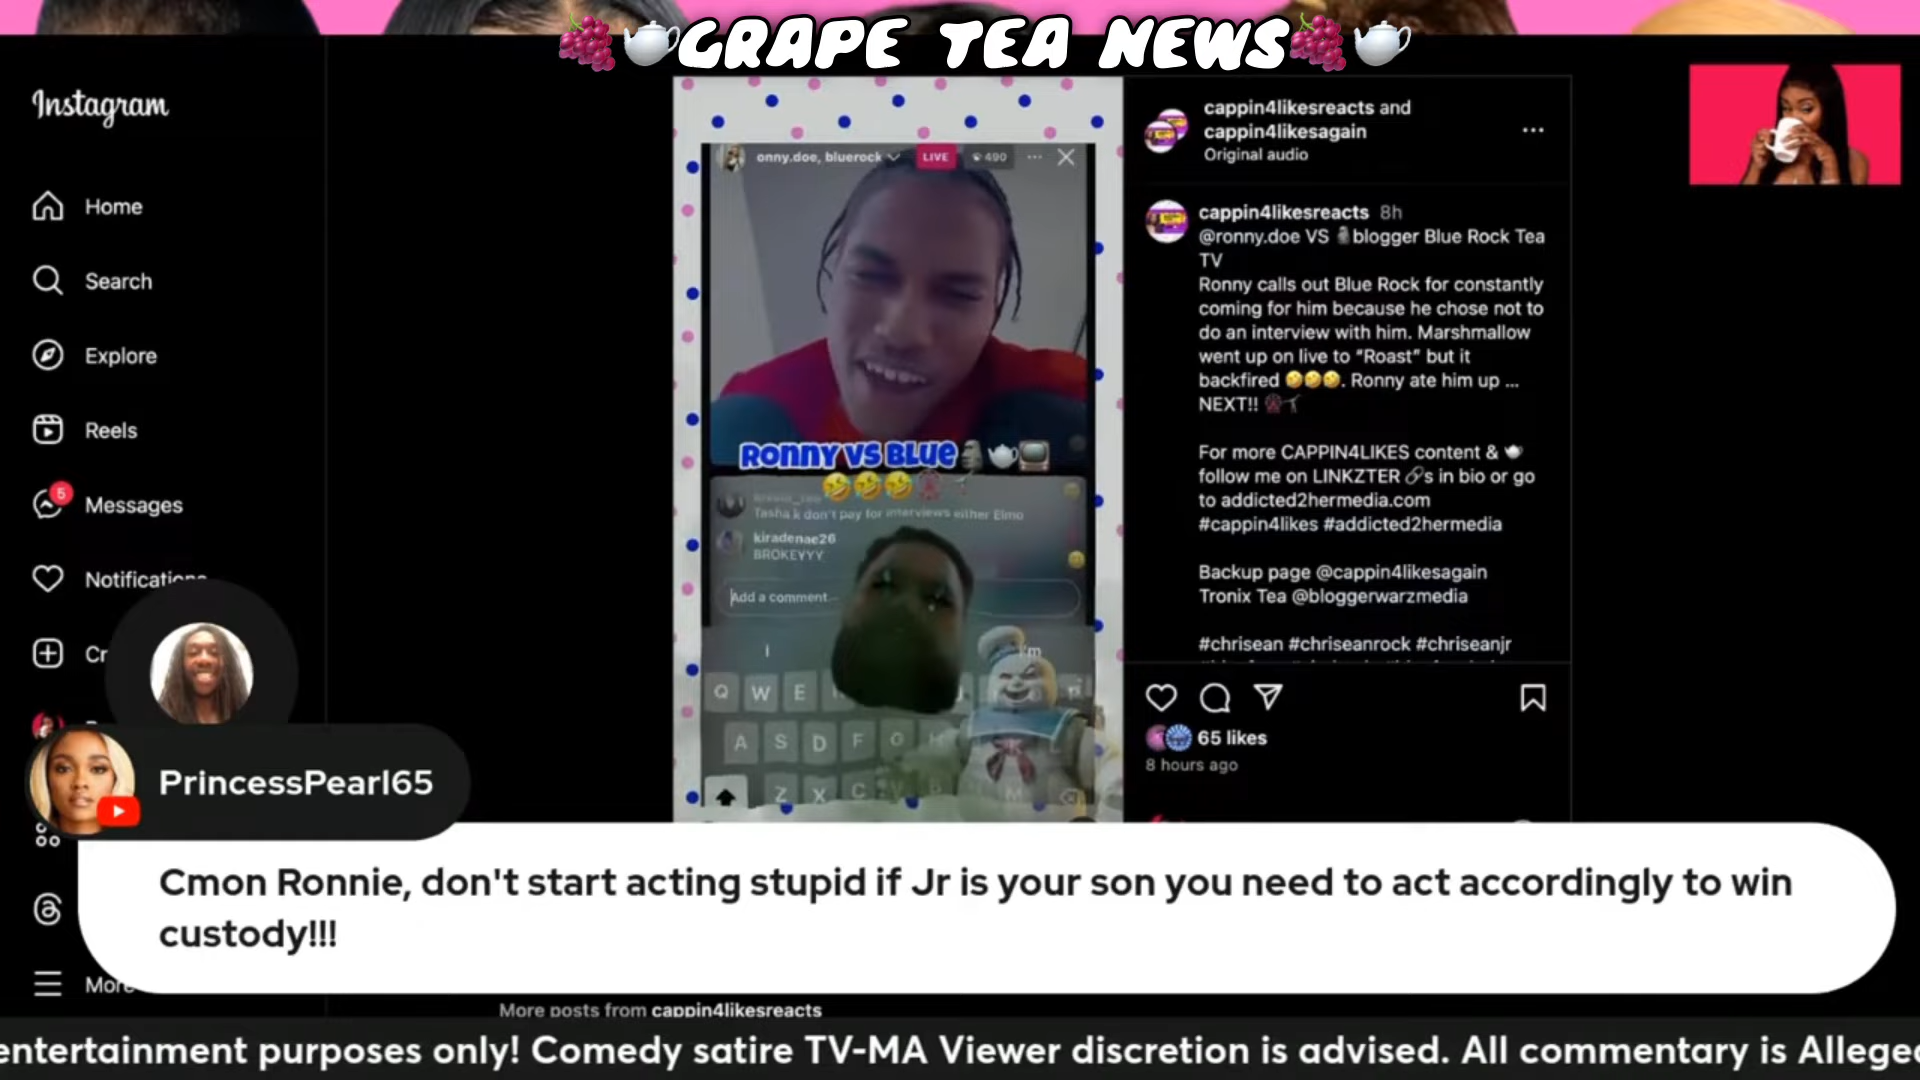 GRAPE TEA NEWS
Instagram
Home
Search
Explore
Reels
5
Messages
Notifications
Cr
More
onny.doe, bluerock
LIVE
490
RONNY VS BLUE
Tasha k don't pay for interviews either Elmo
kiradenae26
BROKEYYY
Add a comment...
I
I'm
Q W E
A S D F G H L
Z X C V B M
cappin4likesreacts and
cappin4likesagain
Original audio
cappin4likesreacts 8h
@ronny.doe VS 🗿blogger Blue Rock Tea
TV
Ronny calls out Blue Rock for constantly
coming for him because he chose not to
do an interview with him. Marshmallow
went up on live to "Roast" but it
backfired 🤣🤣🤣. Ronny ate him up ...
NEXT!!
For more CAPPIN4LIKES content & 🫖
follow me on LINKZTER 🔗s in bio or go
to addicted2hermedia.com
#cappin4likes #addicted2hermedia
Backup page @cappin4likesagain
Tronix Tea @bloggerwarzmedia
#chrisean #chriseanrock #chriseanjr
65 likes
8 hours ago
PrincessPearl65
Cmon Ronnie, don't start acting stupid if Jr is your son you need to act accordingly to win
custody!!!
More posts from cappin4likesreacts
entertainment purposes only! Comedy satire TV-MA Viewer discretion is advised. All commentary is Alleged